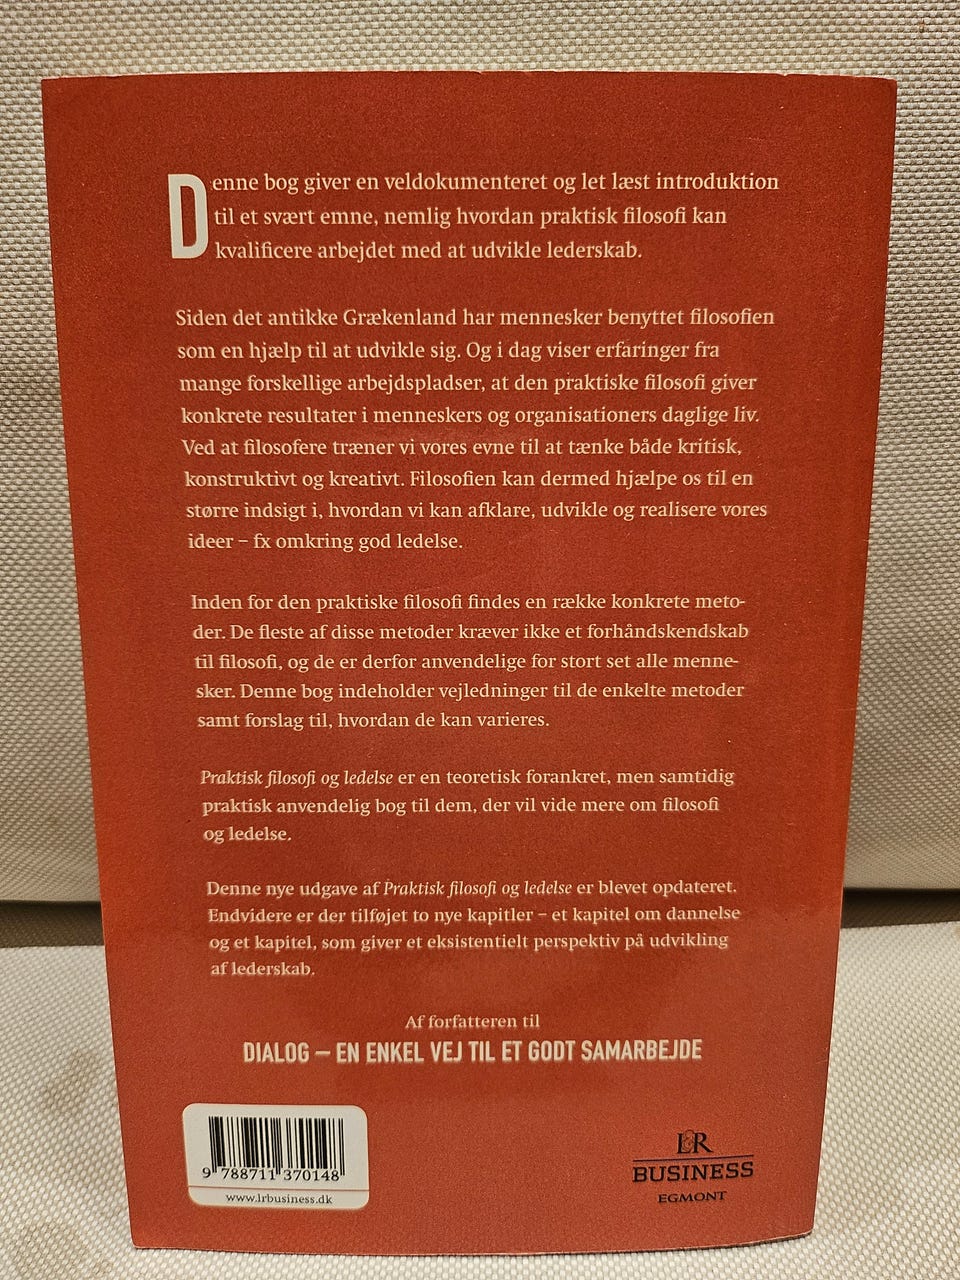 Denne bog giver en veldokumenteret og let læst introduktion
til et svært emne, nemlig hvordan praktisk filosofi kan
kvalificere arbejdet med at udvikle lederskab.
Siden det antikke Grækenland har mennesker benyttet filosofien
som en hjælp til at udvikle sig. Og i dag viser erfaringer fra
mange forskellige arbejdspladser, at den praktiske filosofi giver
konkrete resultater i menneskers og organisationers daglige liv.
Ved at filosofere træner vi vores evne til at tænke både kritisk,
konstruktivt og kreativt. Filosofien kan dermed hjælpe os til en
større indsigt i, hvordan vi kan afklare, udvikle og realisere vores
ideer – fx omkring god ledelse.
Inden for den praktiske filosofi findes en række konkrete meto-
der. De fleste af disse metoder kræver ikke et forhåndskendskab
til filosofi, og de er derfor anvendelige for stort set alle menne-
sker. Denne bog indeholder vejledninger til de enkelte metoder
samt forslag til, hvordan de kan varieres.
Praktisk filosofi og ledelse er en teoretisk forankret, men samtidig
praktisk anvendelig bog til dem, der vil vide mere om filosofi
og ledelse.
Denne nye udgave af Praktisk filosofi og ledelse er blevet opdateret.
Endvidere er der tilføjet to nye kapitler – et kapitel om dannelse
og et kapitel, som giver et eksistentielt perspektiv på udvikling
af lederskab.
Af forfatteren til
DIALOG – EN ENKEL VEJ TIL ET GODT SAMARBEJDE
9 788711 370148
www.lrbusiness.dk
L&R
BUSINESS
EGMONT